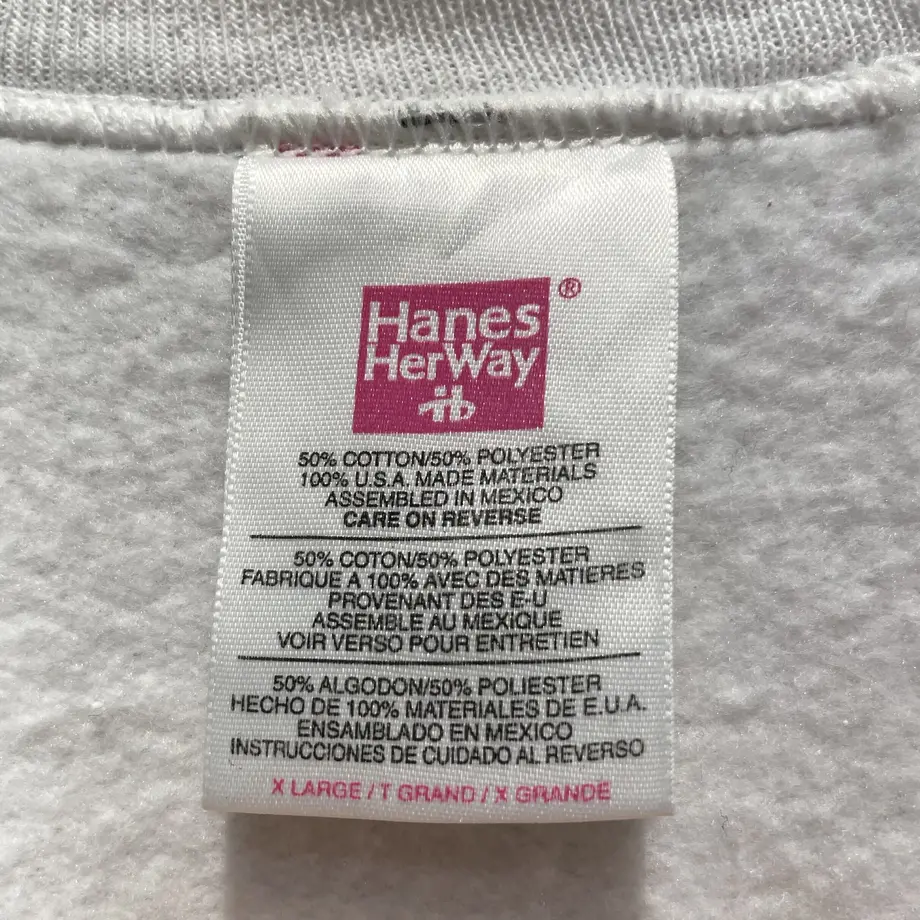 Hanes
HerWay
®
50% COTTON/50% POLYESTER
100% U.S.A. MADE MATERIALS
ASSEMBLED IN MEXICO
CARE ON REVERSE
50% COTON/50% POLYESTER
FABRIQUE A 100% AVEC DES MATIERES
PROVENANT DES E-U
ASSEMBLE AU MEXIQUE
VOIR VERSO POUR ENTRETIEN
50% ALGODON/50% POLIESTER
HECHO DE 100% MATERIALES DE E.U.A.
ENSAMBLADO EN MEXICO
INSTRUCCIONES DE CUIDADO AL REVERSO
X LARGE / T GRAND / X GRANDE